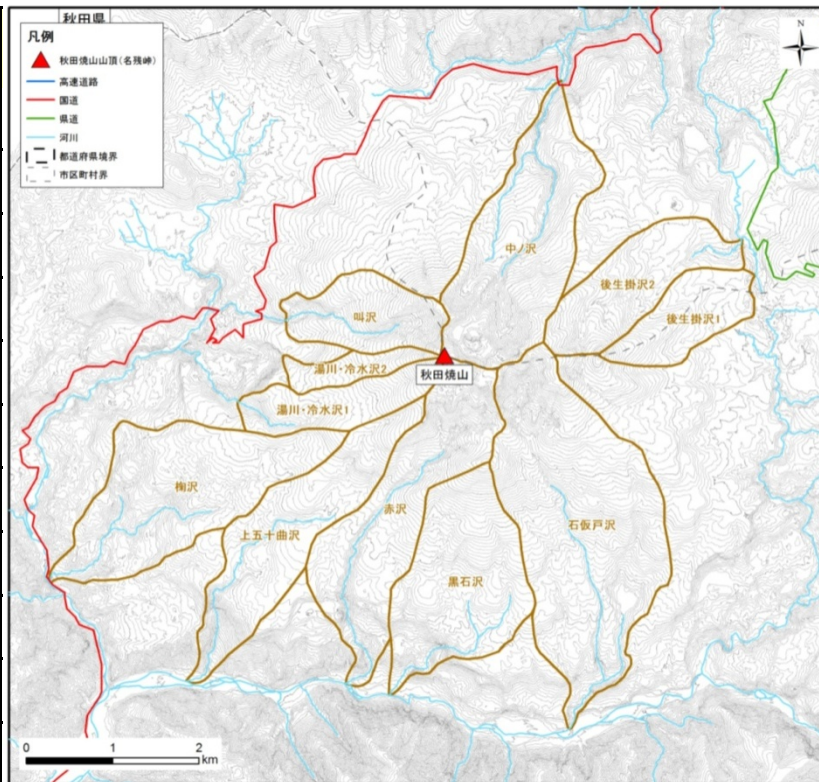 秋田県
凡例
秋田焼山山頂(名残峠)
高速道路
国道
県道
河川
都道府県境界
市区町村界
N
中ノ沢
後生掛沢2
後生掛沢1
叫沢
湯川・冷水沢2
秋田焼山
湯川・冷水沢1
栩沢
上五十曲沢
赤沢
石仮戸沢
黒石沢
0 1 2
km